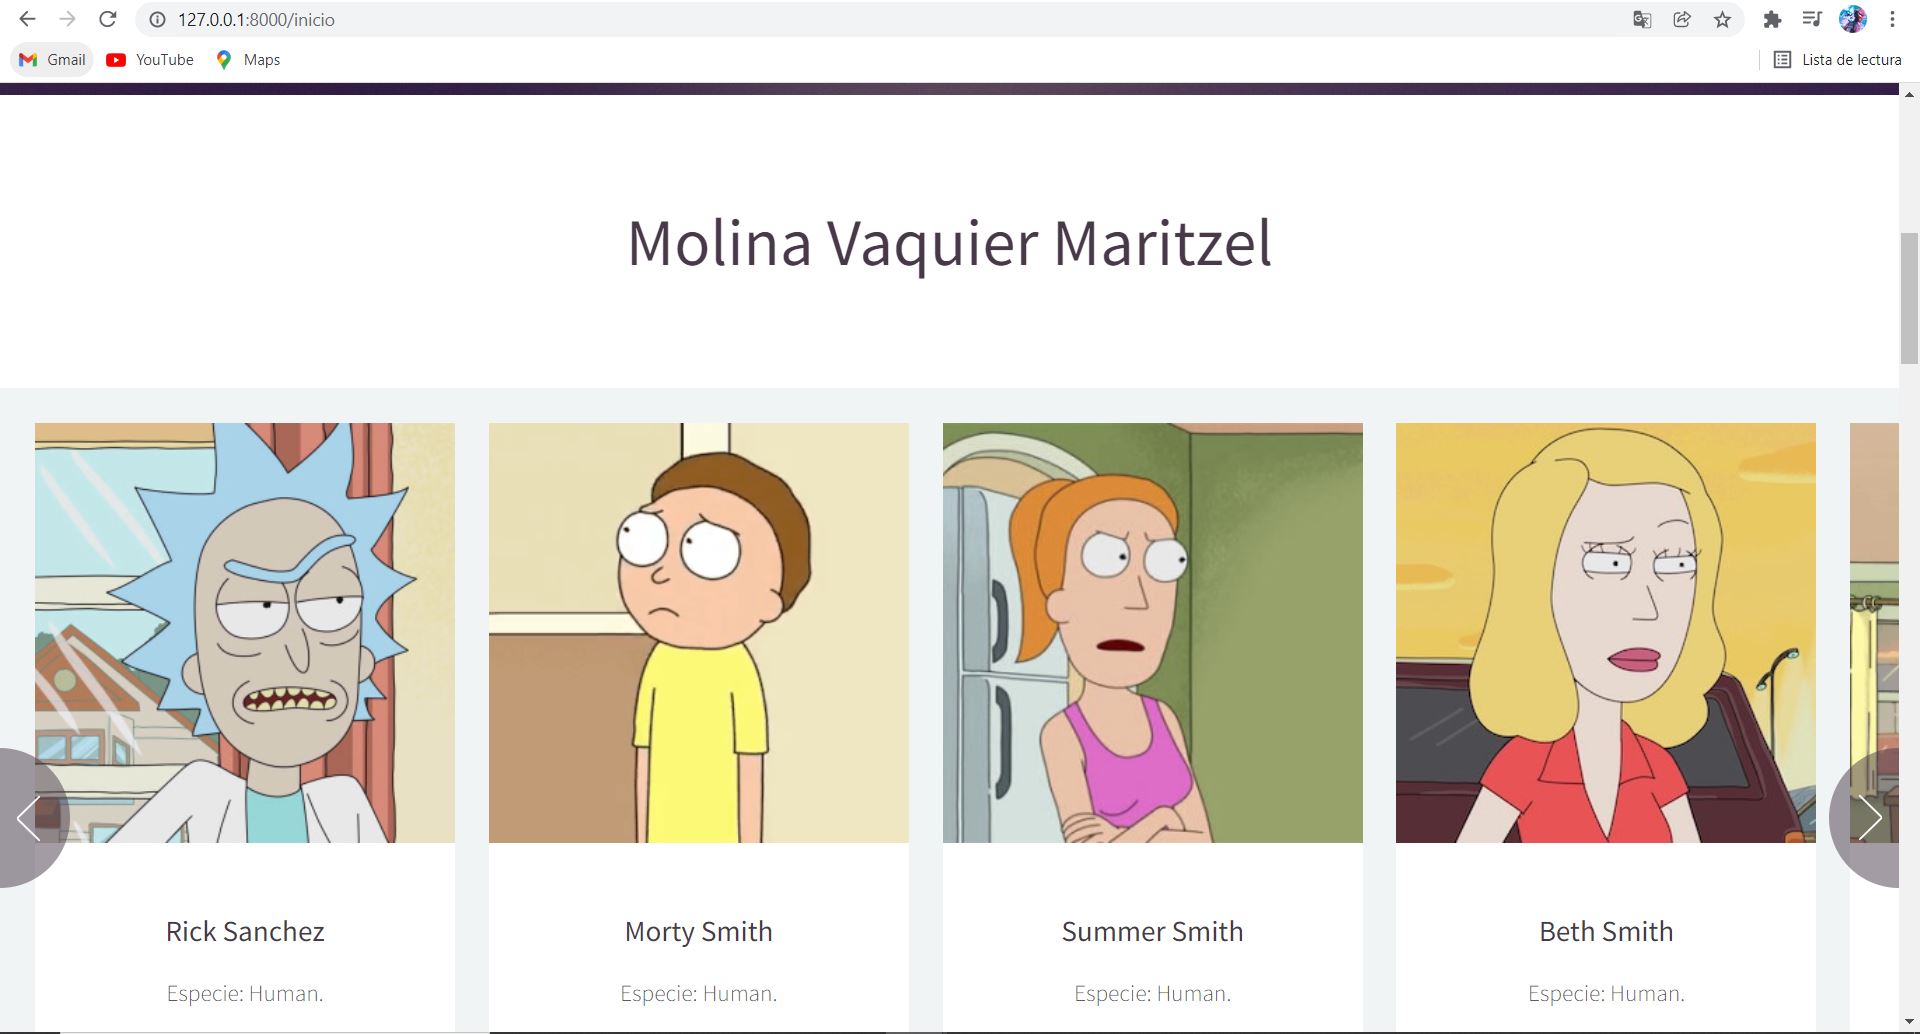 127.0.0.1:8000/inicio
Gmail YouTube Maps Lista de lectura
Molina Vaquier Maritzel
Rick Sanchez Morty Smith Summer Smith Beth Smith
Especie: Human. Especie: Human. Especie: Human. Especie: Human.